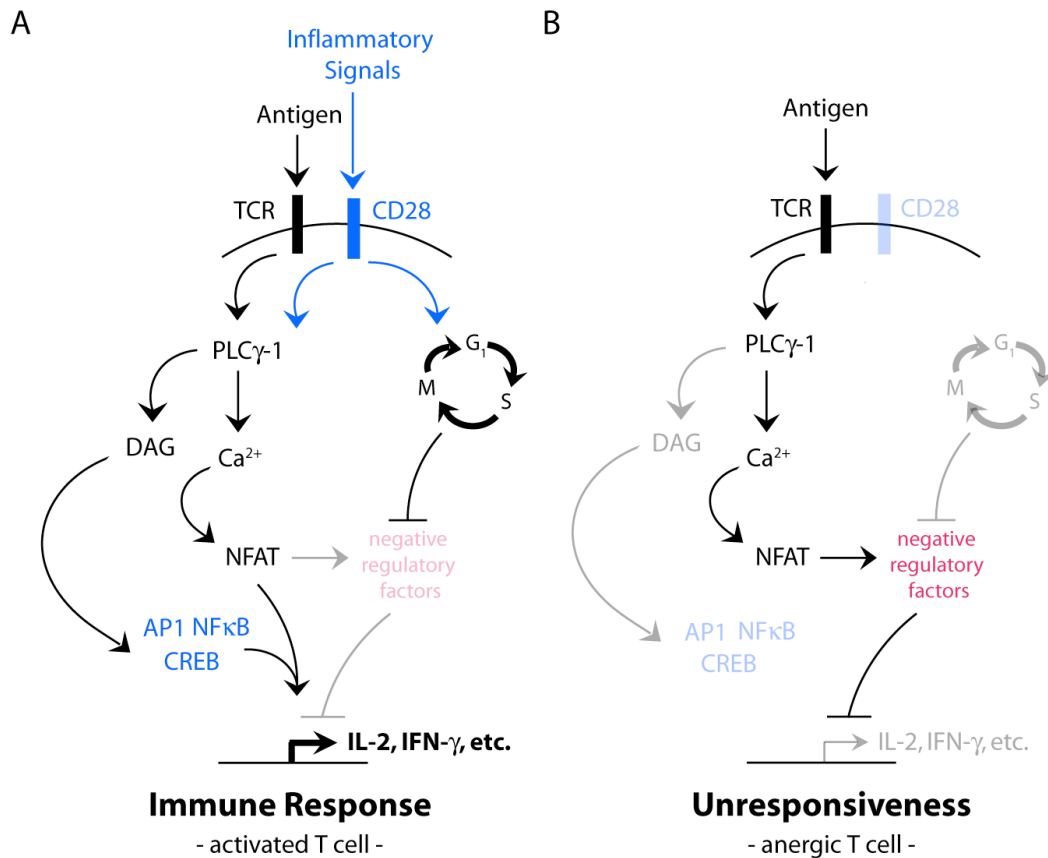 A
Inflammatory
Signals
Antigen
TCR
CD28
PLCγ-1
G₁
M
S
DAG
Ca²⁺
NFAT
negative
regulatory
factors
AP1 NFκB
CREB
IL-2, IFN-γ, etc.
Immune Response
- activated T cell -
B
Antigen
TCR
CD28
PLCγ-1
G₁
M
S
DAG
Ca²⁺
NFAT
negative
regulatory
factors
AP1 NFκB
CREB
IL-2, IFN-γ, etc.
Unresponsiveness
- anergic T cell -